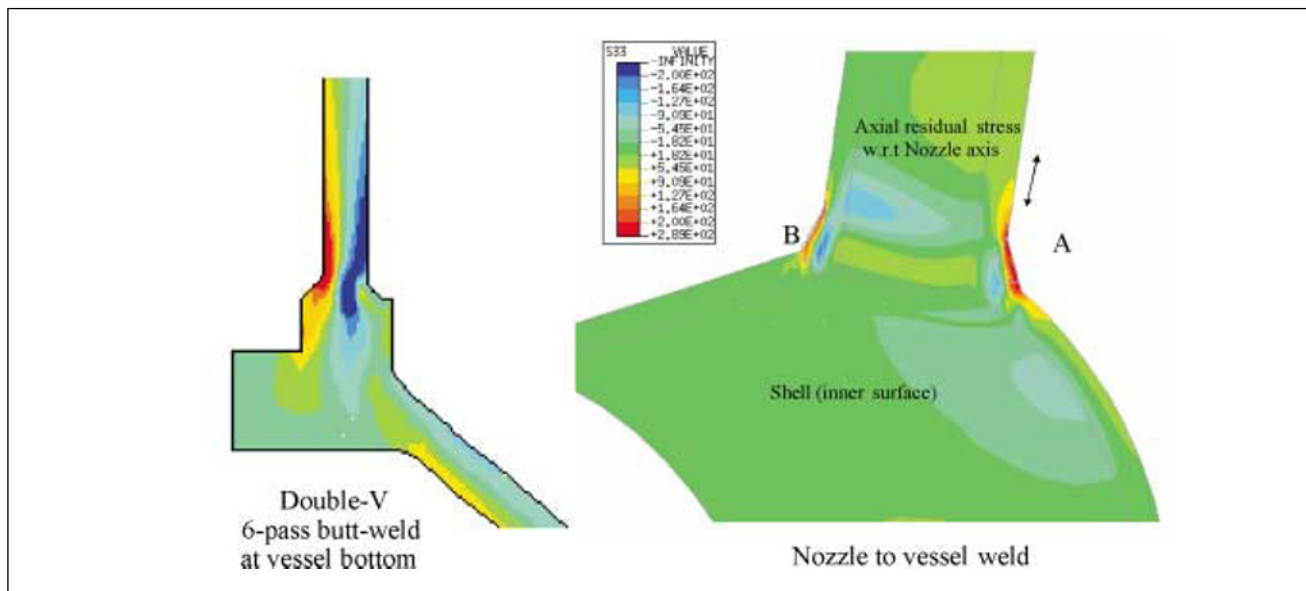 S33 VALUE
-INFINITY
-2.00E+02
-1.64E+02
-1.27E+02
-9.09E+01
-5.45E+01
-1.82E+01
+1.82E+01
+5.45E+01
+9.09E+01
+1.27E+02
+1.64E+02
+2.00E+02
+2.89E+02
Axial residual stress
w.r.t Nozzle axis
B
A
Shell (inner surface)
Double-V
6-pass butt-weld
at vessel bottom
Nozzle to vessel weld